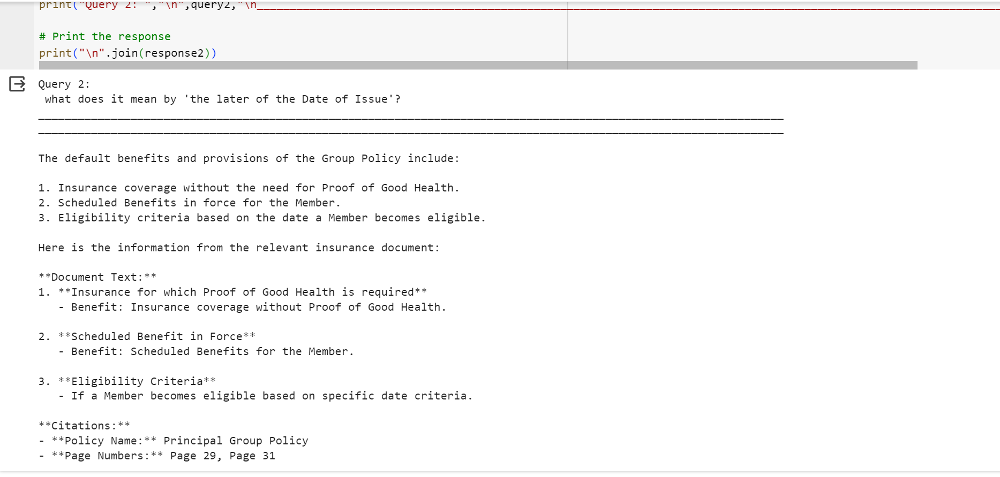 print("Query 2: ","\n",query2,"\n
# Print the response
print("\n".join(response2))
Query 2:
what does it mean by 'the later of the Date of Issue'?
The default benefits and provisions of the Group Policy include:
1. Insurance coverage without the need for Proof of Good Health.
2. Scheduled Benefits in force for the Member.
3. Eligibility criteria based on the date a Member becomes eligible.
Here is the information from the relevant insurance document:
**Document Text:**
1. **Insurance for which Proof of Good Health is required**
- Benefit: Insurance coverage without Proof of Good Health.
2. **Scheduled Benefit in Force**
- Benefit: Scheduled Benefits for the Member.
3. **Eligibility Criteria**
- If a Member becomes eligible based on specific date criteria.
**Citations:**
- **Policy Name:** Principal Group Policy
- **Page Numbers:** Page 29, Page 31